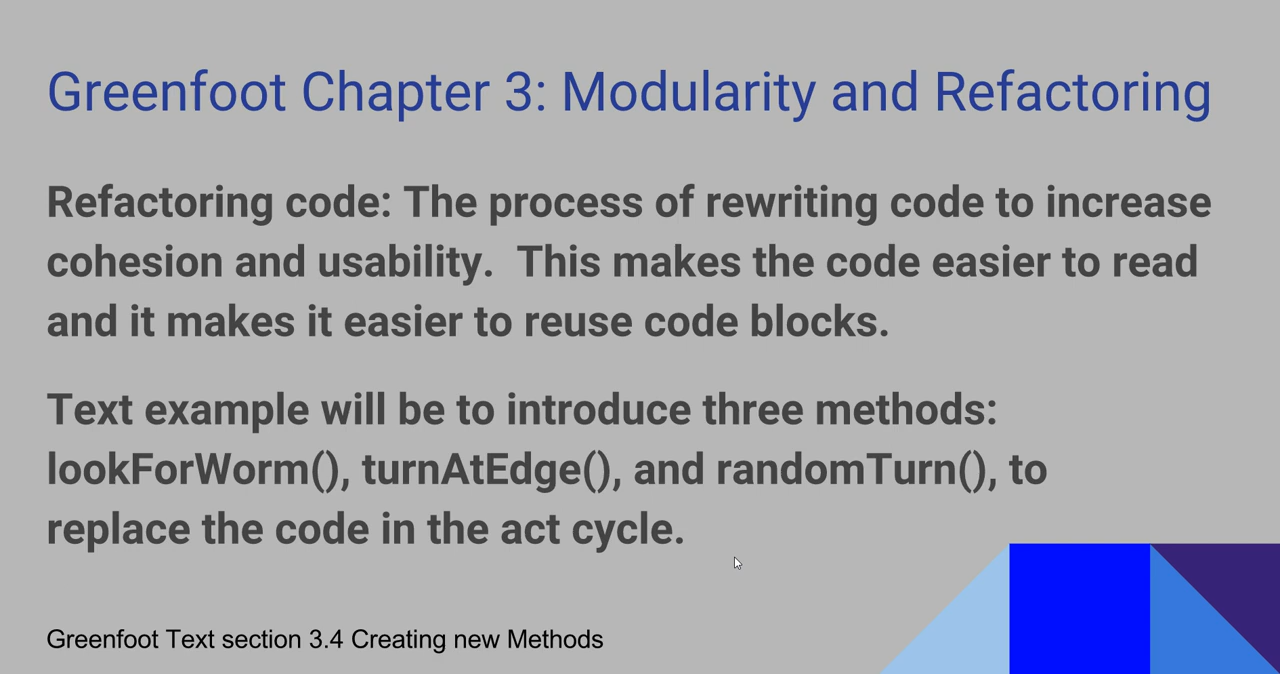 Greenfoot Chapter 3: Modularity and Refactoring
Refactoring code: The process of rewriting code to increase
cohesion and usability.  This makes the code easier to read
and it makes it easier to reuse code blocks.
Text example will be to introduce three methods:
lookForWorm(), turnAtEdge(), and randomTurn(), to
replace the code in the act cycle.
Greenfoot Text section 3.4 Creating new Methods